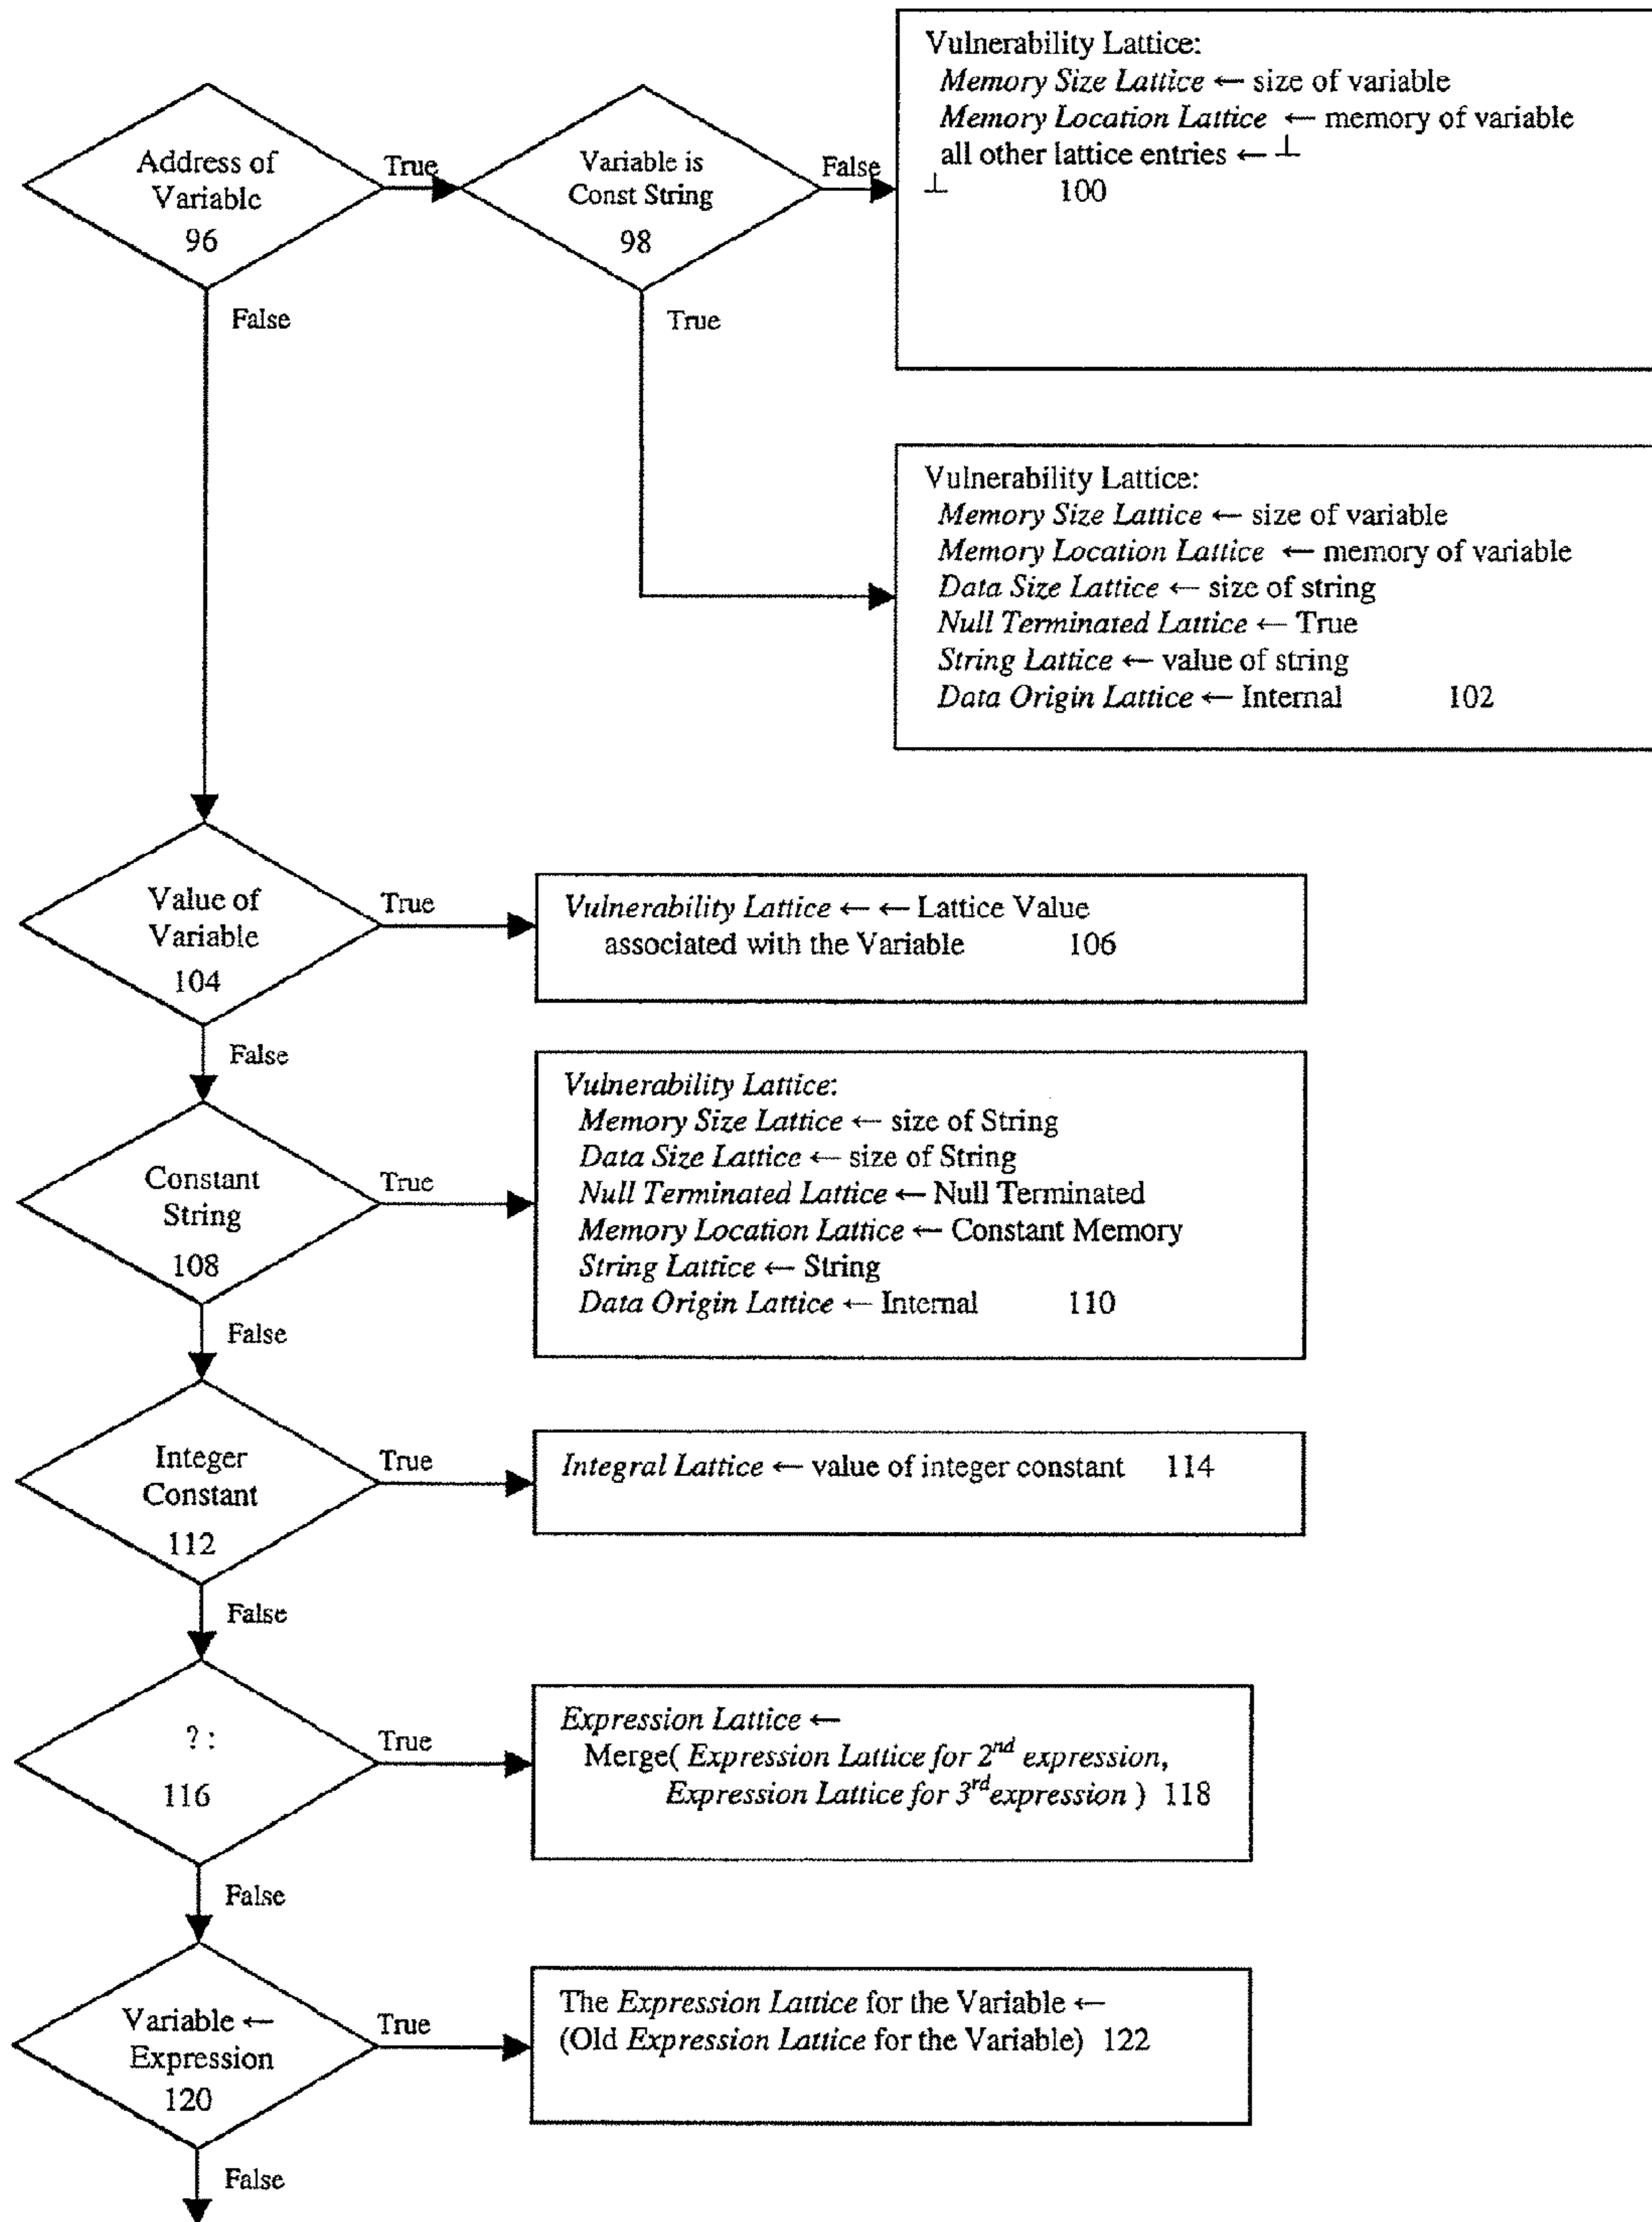 Address of
Variable
96
True
False
Variable is
Const String
98
False
True
Vulnerability Lattice:
Memory Size Lattice ← size of variable
Memory Location Lattice ← memory of variable
all other lattice entries ← ⊥
⊥ 100
Vulnerability Lattice:
Memory Size Lattice ← size of variable
Memory Location Lattice ← memory of variable
Data Size Lattice ← size of string
Null Terminated Lattice ← True
String Lattice ← value of string
Data Origin Lattice ← Internal 102
Value of
Variable
104
True
False
Vulnerability Lattice ← ← Lattice Value
associated with the Variable 106
Constant
String
108
True
False
Vulnerability Lattice:
Memory Size Lattice ← size of String
Data Size Lattice ← size of String
Null Terminated Lattice ← Null Terminated
Memory Location Lattice ← Constant Memory
String Lattice ← String
Data Origin Lattice ← Internal 110
Integer
Constant
112
True
False
Integral Lattice ← value of integer constant 114
? :
116
True
False
Expression Lattice ←
Merge( Expression Lattice for 2nd expression,
Expression Lattice for 3rd expression ) 118
Variable ←
Expression
120
True
False
The Expression Lattice for the Variable ←
(Old Expression Lattice for the Variable) 122